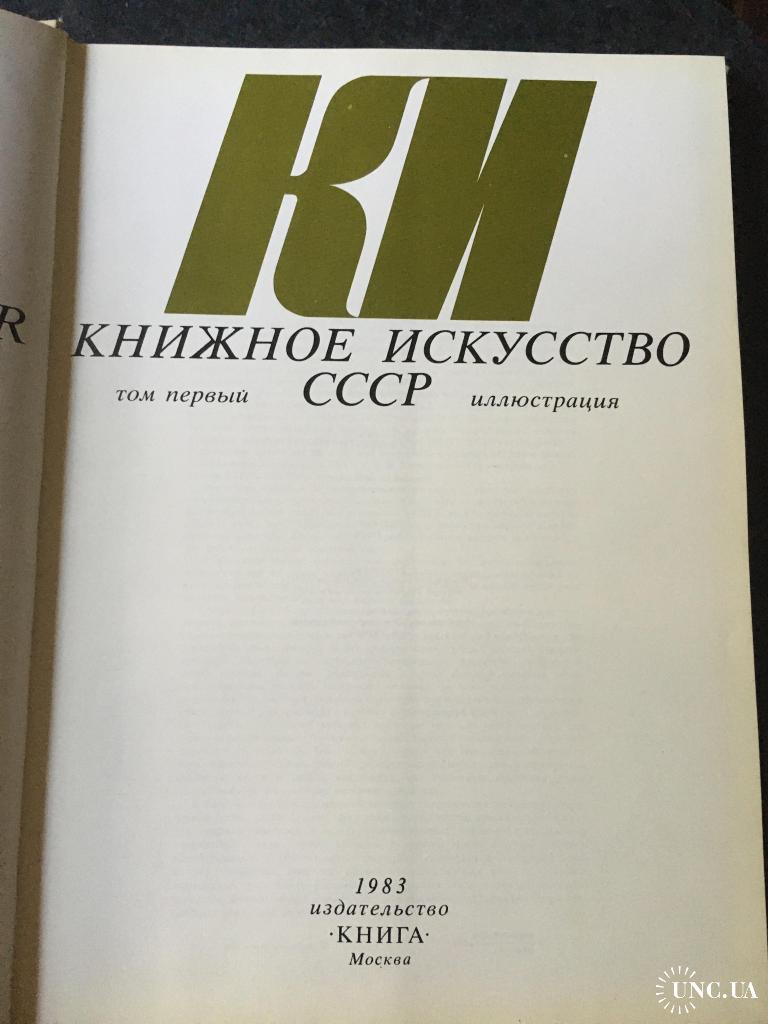 КИ
КНИЖНОЕ ИСКУССТВО
том первый СССР иллюстрация
1983
издательство
·КНИГА·
Москва
R
UNC.UA